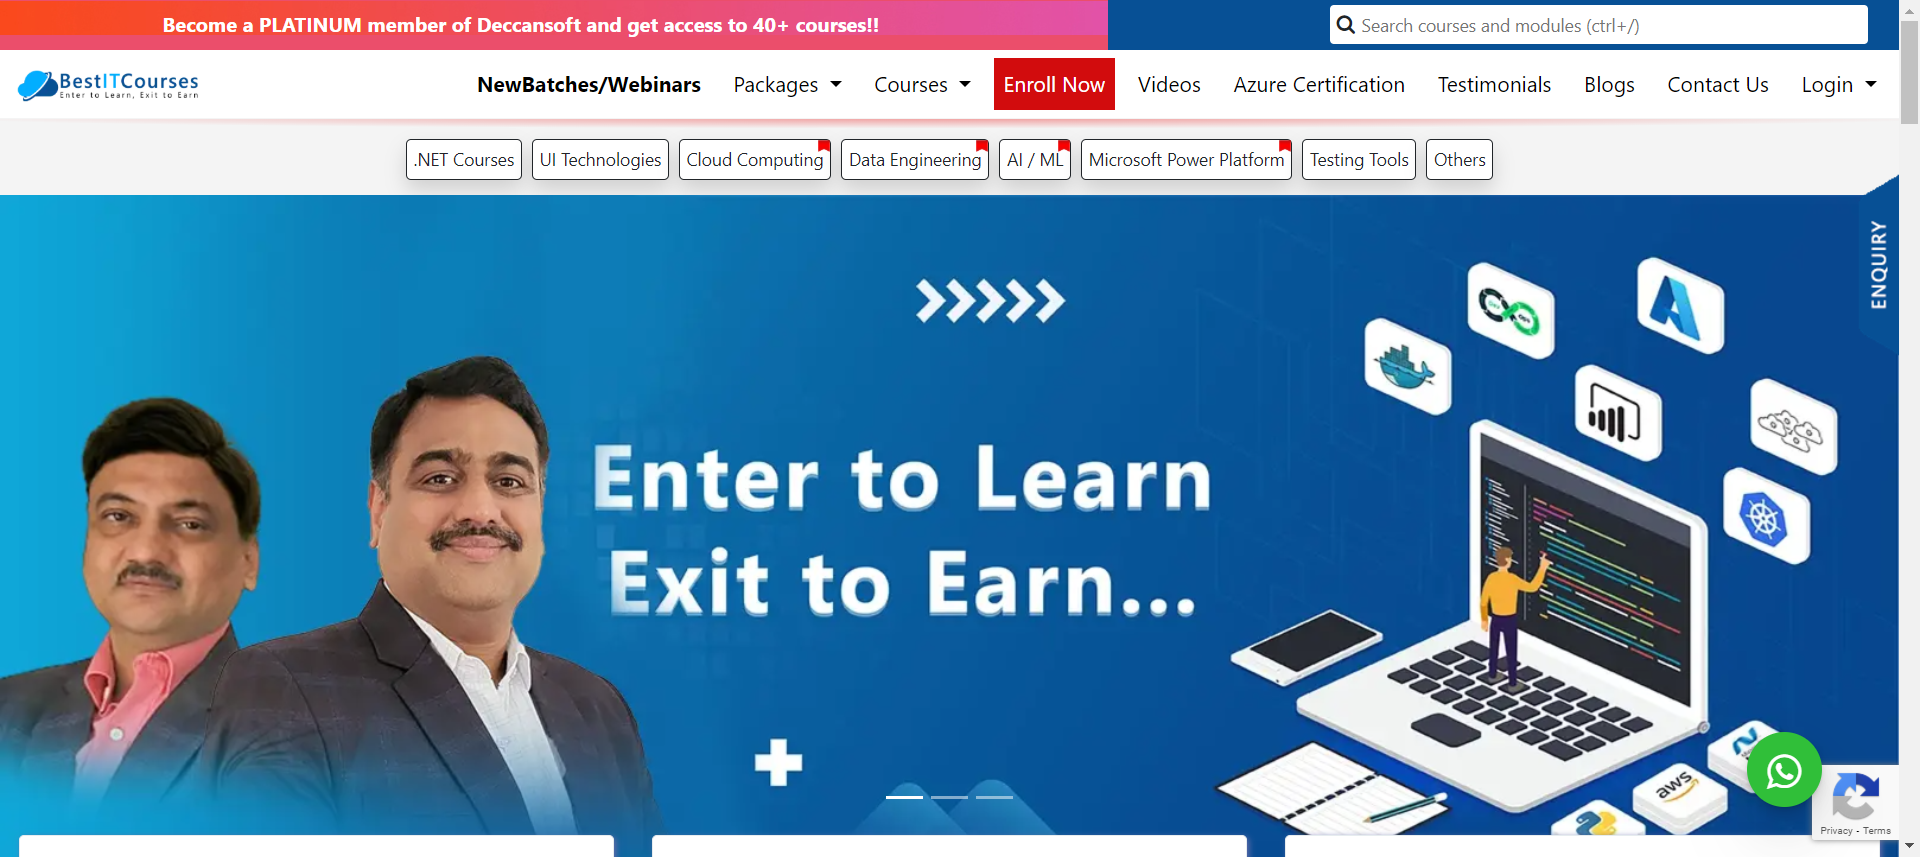 Become a PLATINUM member of Deccansoft and get access to 40+ courses!!
Search courses and modules (ctrl+/)
BestITCourses
Enter to Learn, Exit to Earn
NewBatches/Webinars
Packages
Courses
Enroll Now
Videos
Azure Certification
Testimonials
Blogs
Contact Us
Login
.NET Courses
UI Technologies
Cloud Computing
Data Engineering
AI / ML
Microsoft Power Platform
Testing Tools
Others
ENQUIRY
Enter to Learn
Exit to Earn...
aws
Privacy - Terms